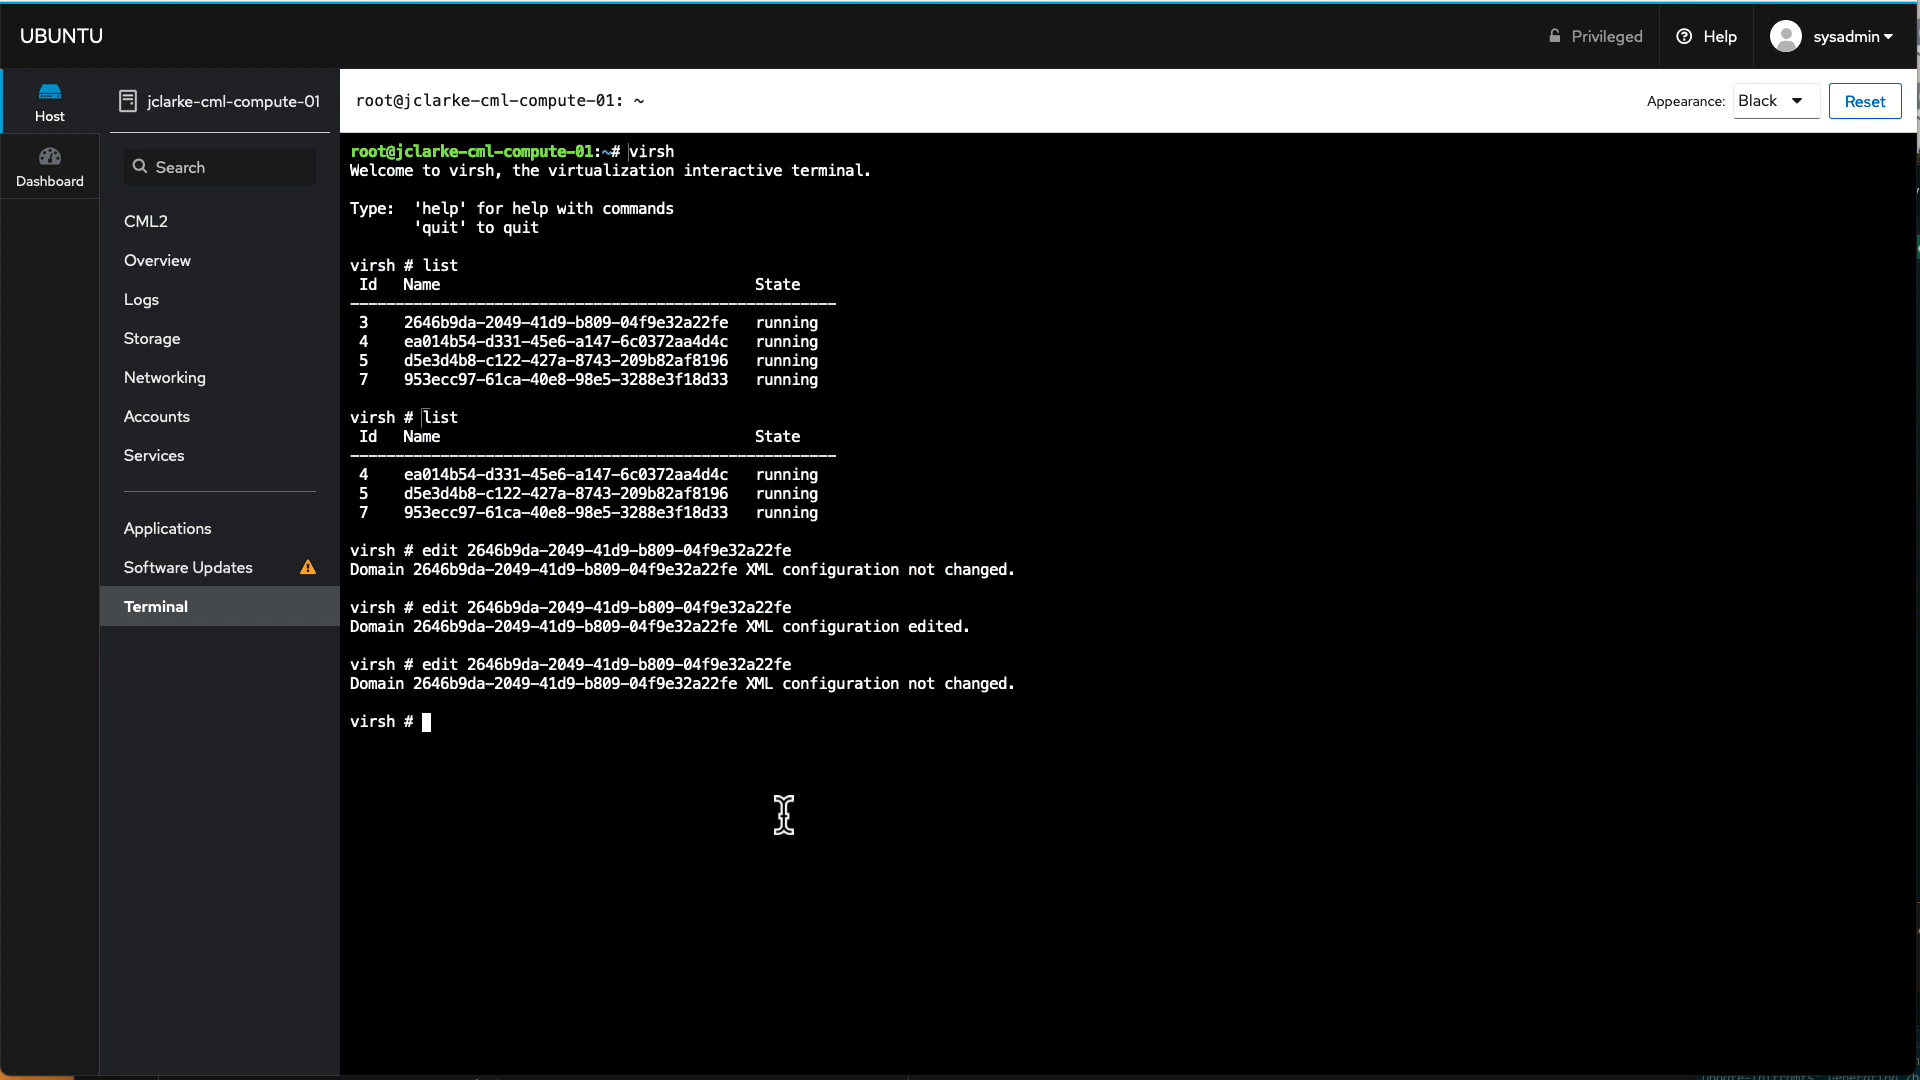 UBUNTU
Privileged
Help
sysadmin
Host
Dashboard
jclarke-cml-compute-01
Search
CML2
Overview
Logs
Storage
Networking
Accounts
Services
Applications
Software Updates
Terminal
root@jclarke-cml-compute-01: ~
Appearance: Black
Reset
root@jclarke-cml-compute-01:~# virsh
Welcome to virsh, the virtualization interactive terminal.
Type:  'help' for help with commands
'quit' to quit
virsh # list
Id   Name   State
3    2646b9da-2049-41d9-b809-04f9e32a22fe   running
4    ea014b54-d331-45e6-a147-6c0372aa4d4c   running
5    d5e3d4b8-c122-427a-8743-209b82af8196   running
7    953ecc97-61ca-40e8-98e5-3288e3f18d33   running
virsh # list
Id   Name   State
4    ea014b54-d331-45e6-a147-6c0372aa4d4c   running
5    d5e3d4b8-c122-427a-8743-209b82af8196   running
7    953ecc97-61ca-40e8-98e5-3288e3f18d33   running
virsh # edit 2646b9da-2049-41d9-b809-04f9e32a22fe
Domain 2646b9da-2049-41d9-b809-04f9e32a22fe XML configuration not changed.
virsh # edit 2646b9da-2049-41d9-b809-04f9e32a22fe
Domain 2646b9da-2049-41d9-b809-04f9e32a22fe XML configuration edited.
virsh # edit 2646b9da-2049-41d9-b809-04f9e32a22fe
Domain 2646b9da-2049-41d9-b809-04f9e32a22fe XML configuration not changed.
virsh #